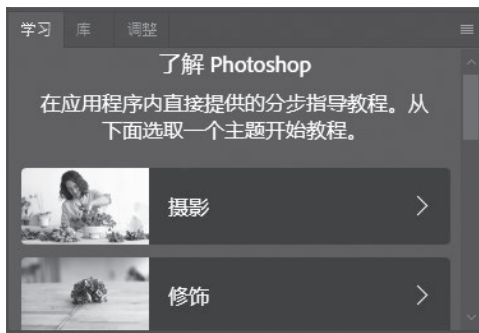 学习 库 调整
了解 Photoshop
在应用程序内直接提供的分步指导教程。从
下面选取一个主题开始教程。
摄影
修饰